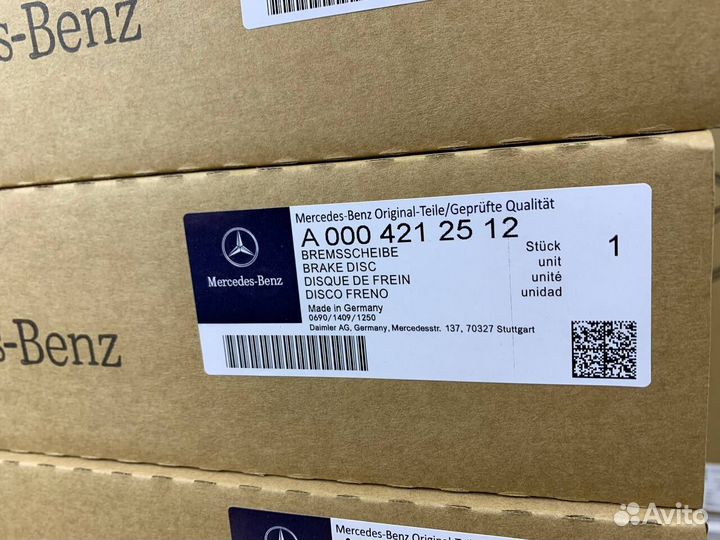 -Benz
Mercedes-Benz Original-Teile/Geprüfte Qualität
A 000 421 25 12
BREMSSCHEIBE
BRAKE DISC
DISQUE DE FREIN
DISCO FRENO
Stück
unit
unité
unidad
1
Made in Germany
0690/1409/1250
Daimler AG, Germany, Mercedesstr. 137, 70327 Stuttgart
Mercedes-Benz
-Benz
Mercedes-Benz Original-Teile/Geprüfte
Avito